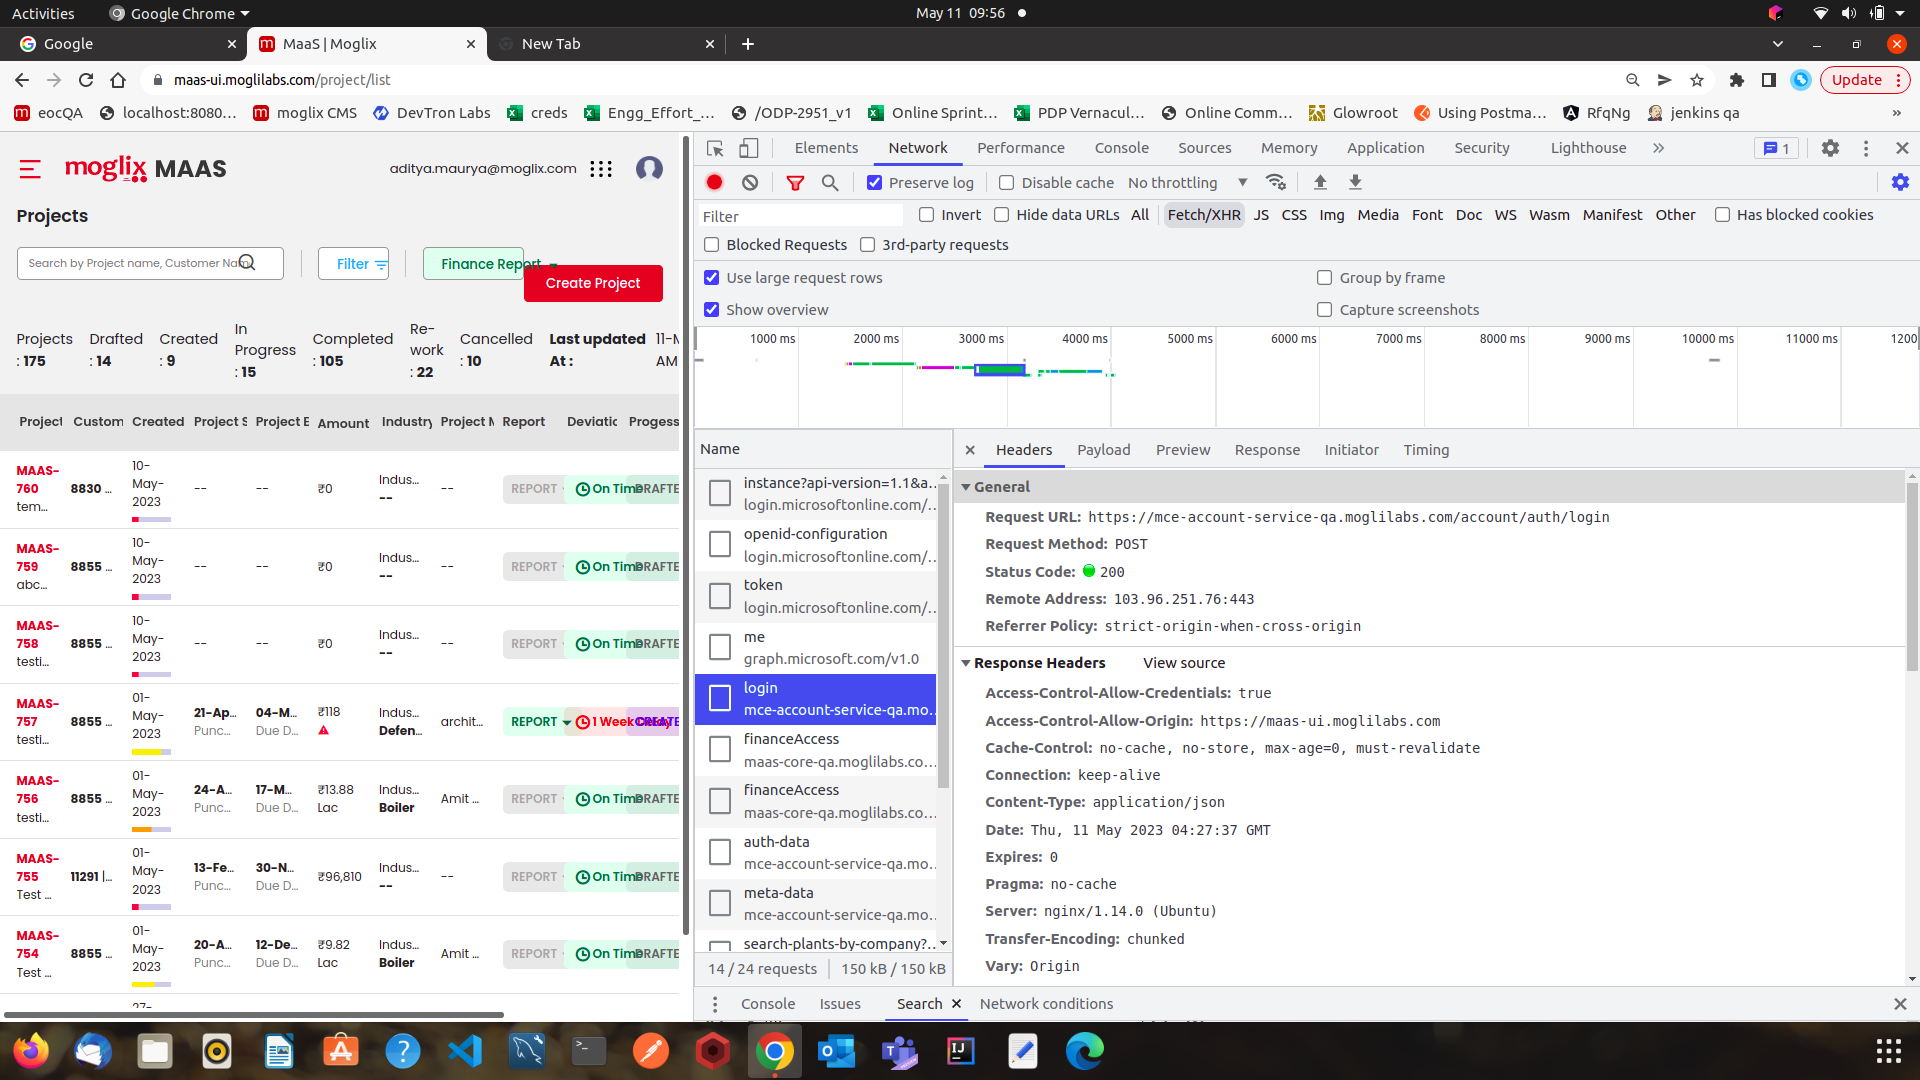 Activities
Google Chrome
May 11 09:56
Google
MaaS | Moglix
New Tab
maas-ui.moglilabs.com/project/list
Update
eocQA
localhost:8080...
moglix CMS
DevTron Labs
creds
Engg_Effort_...
/ODP-2951_v1
Online Sprint...
PDP Vernacul...
Online Comm...
Glowroot
Using Postma...
RfqNg
jenkins qa
»
moglix MAAS
aditya.maurya@moglix.com
Projects
Search by Project name, Customer Nam
Filter
Finance Report
Create Project
Projects : 175
Drafted : 14
Created : 9
In Progress : 15
Completed : 105
Re-work : 22
Cancelled : 10
Last updated At :
11-M
AM
Project Custom Created Project S Project E Amount Industry Project M Report Deviatic Progess
MAAS-760 tem... 8830 ... 10-May-2023 -- -- ₹0 Indus... -- -- REPORT On Time DRAFTE
MAAS-759 abc... 8855 ... 10-May-2023 -- -- ₹0 Indus... -- -- REPORT On Time DRAFTE
MAAS-758 testi... 8855 ... 10-May-2023 -- -- ₹0 Indus... -- -- REPORT On Time DRAFTE
MAAS-757 testi... 8855 ... 01-May-2023 21-Ap... Punc... 04-M... Due D... ₹118 Indus... Defen... archit... REPORT 1 Week Delay CREATE
MAAS-756 testi... 8855 ... 01-May-2023 24-A... Punc... 17-M... Due D... ₹13.88 Lac Indus... Boiler Amit ... REPORT On Time DRAFTE
MAAS-755 Test ... 11291 |... 01-May-2023 13-Fe... Punc... 30-N... Due D... ₹96,810 Indus... -- -- REPORT On Time DRAFTE
MAAS-754 Test ... 8855 ... 01-May-2023 20-A... Punc... 12-De... Due D... ₹9.82 Lac Indus... Boiler Amit ... REPORT On Time DRAFTE
27-
Elements Network Performance Console Sources Memory Application Security Lighthouse » 1
Preserve log Disable cache No throttling
Filter Invert Hide data URLs All Fetch/XHR JS CSS Img Media Font Doc WS Wasm Manifest Other Has blocked cookies
Blocked Requests 3rd-party requests
Use large request rows Group by frame
Show overview Capture screenshots
1000 ms 2000 ms 3000 ms 4000 ms 5000 ms 6000 ms 7000 ms 8000 ms 9000 ms 10000 ms 11000 ms 1200
Name
instance?api-version=1.1&a...
login.microsoftonline.com/...
openid-configuration
login.microsoftonline.com/...
token
login.microsoftonline.com/...
me
graph.microsoft.com/v1.0
login
mce-account-service-qa.mo...
financeAccess
maas-core-qa.moglilabs.co...
financeAccess
maas-core-qa.moglilabs.co...
auth-data
mce-account-service-qa.mo...
meta-data
mce-account-service-qa.mo...
search-plants-by-company?...
14 / 24 requests 150 kB / 150 kB
Headers Payload Preview Response Initiator Timing
General
Request URL: https://mce-account-service-qa.moglilabs.com/account/auth/login
Request Method: POST
Status Code: 200
Remote Address: 103.96.251.76:443
Referrer Policy: strict-origin-when-cross-origin
Response Headers View source
Access-Control-Allow-Credentials: true
Access-Control-Allow-Origin: https://maas-ui.moglilabs.com
Cache-Control: no-cache, no-store, max-age=0, must-revalidate
Connection: keep-alive
Content-Type: application/json
Date: Thu, 11 May 2023 04:27:37 GMT
Expires: 0
Pragma: no-cache
Server: nginx/1.14.0 (Ubuntu)
Transfer-Encoding: chunked
Vary: Origin
Console Issues Search Network conditions